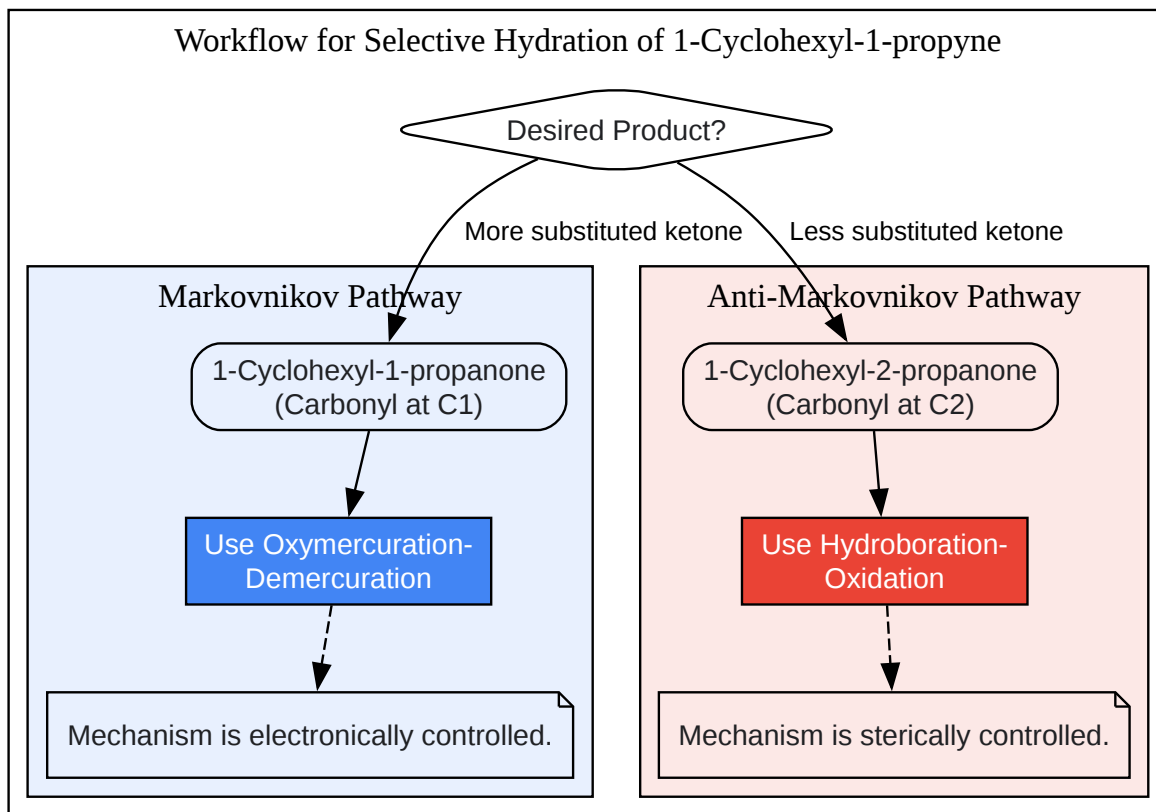 Workflow for Selective Hydration of 1-Cyclohexyl-1-propyne
Desired Product?
More substituted ketone
Less substituted ketone
Markovnikov Pathway
1-Cyclohexyl-1-propanone
(Carbonyl at C1)
Use Oxymercuration-
Demercuration
Mechanism is electronically controlled.
Anti-Markovnikov Pathway
1-Cyclohexyl-2-propanone
(Carbonyl at C2)
Use Hydroboration-
Oxidation
Mechanism is sterically controlled.